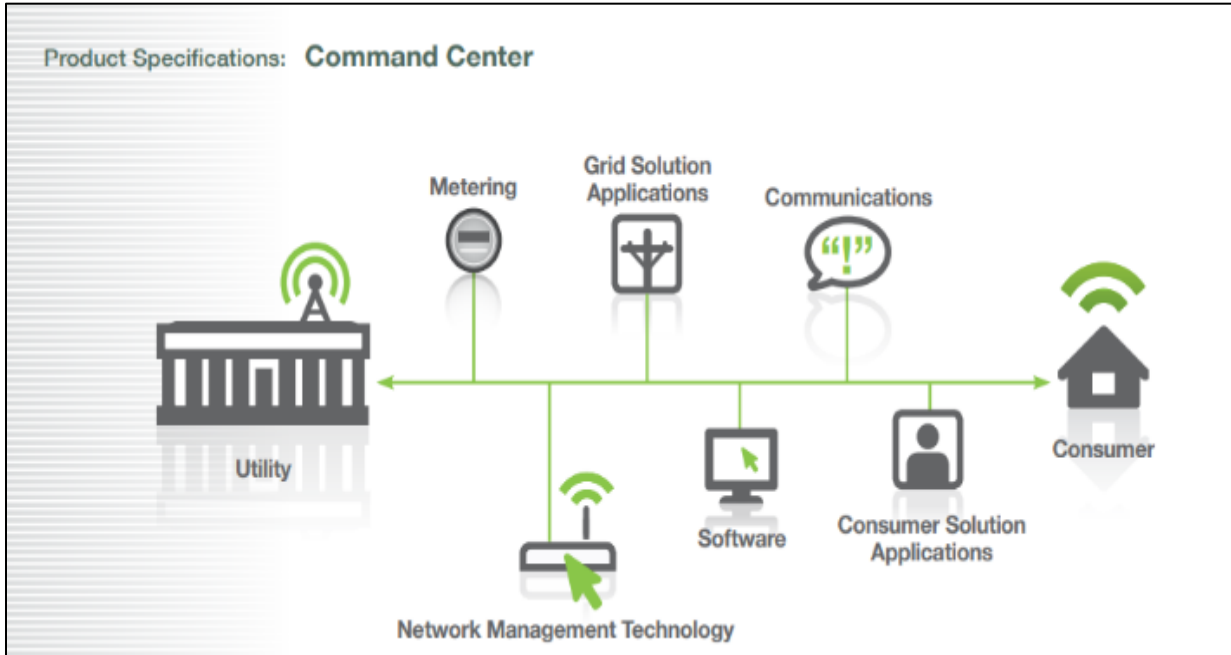 Product Specifications: Command Center
Grid Solution
Applications
Metering
Communications
“!”
Utility
Consumer
Software
Consumer Solution
Applications
Network Management Technology